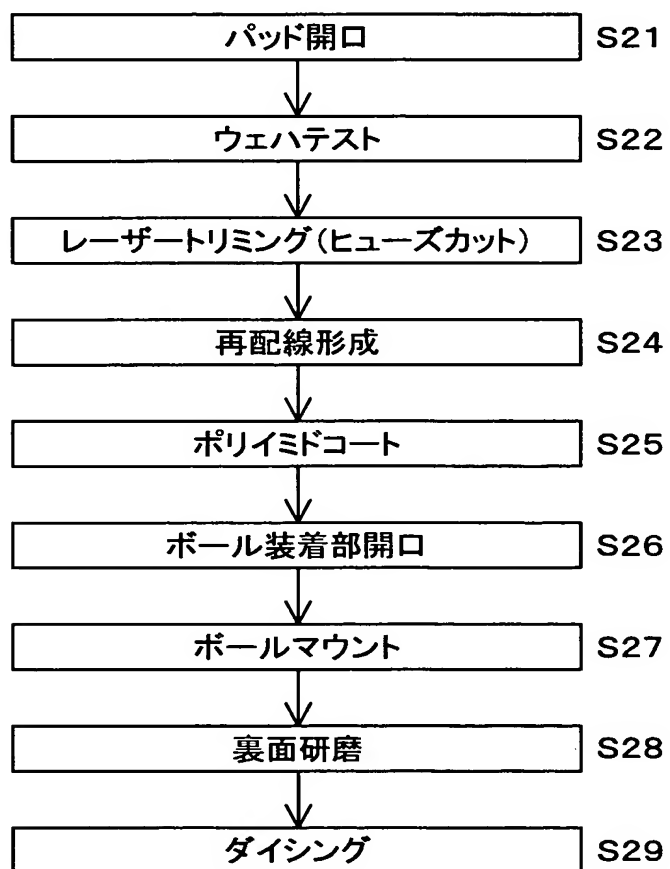 パッド開口 S21
ウェハテスト S22
レーザートリミング(ヒューズカット) S23
再配線形成 S24
ポリイミドコート S25
ボール装着部開口 S26
ボールマウント S27
裏面研磨 S28
ダイシング S29